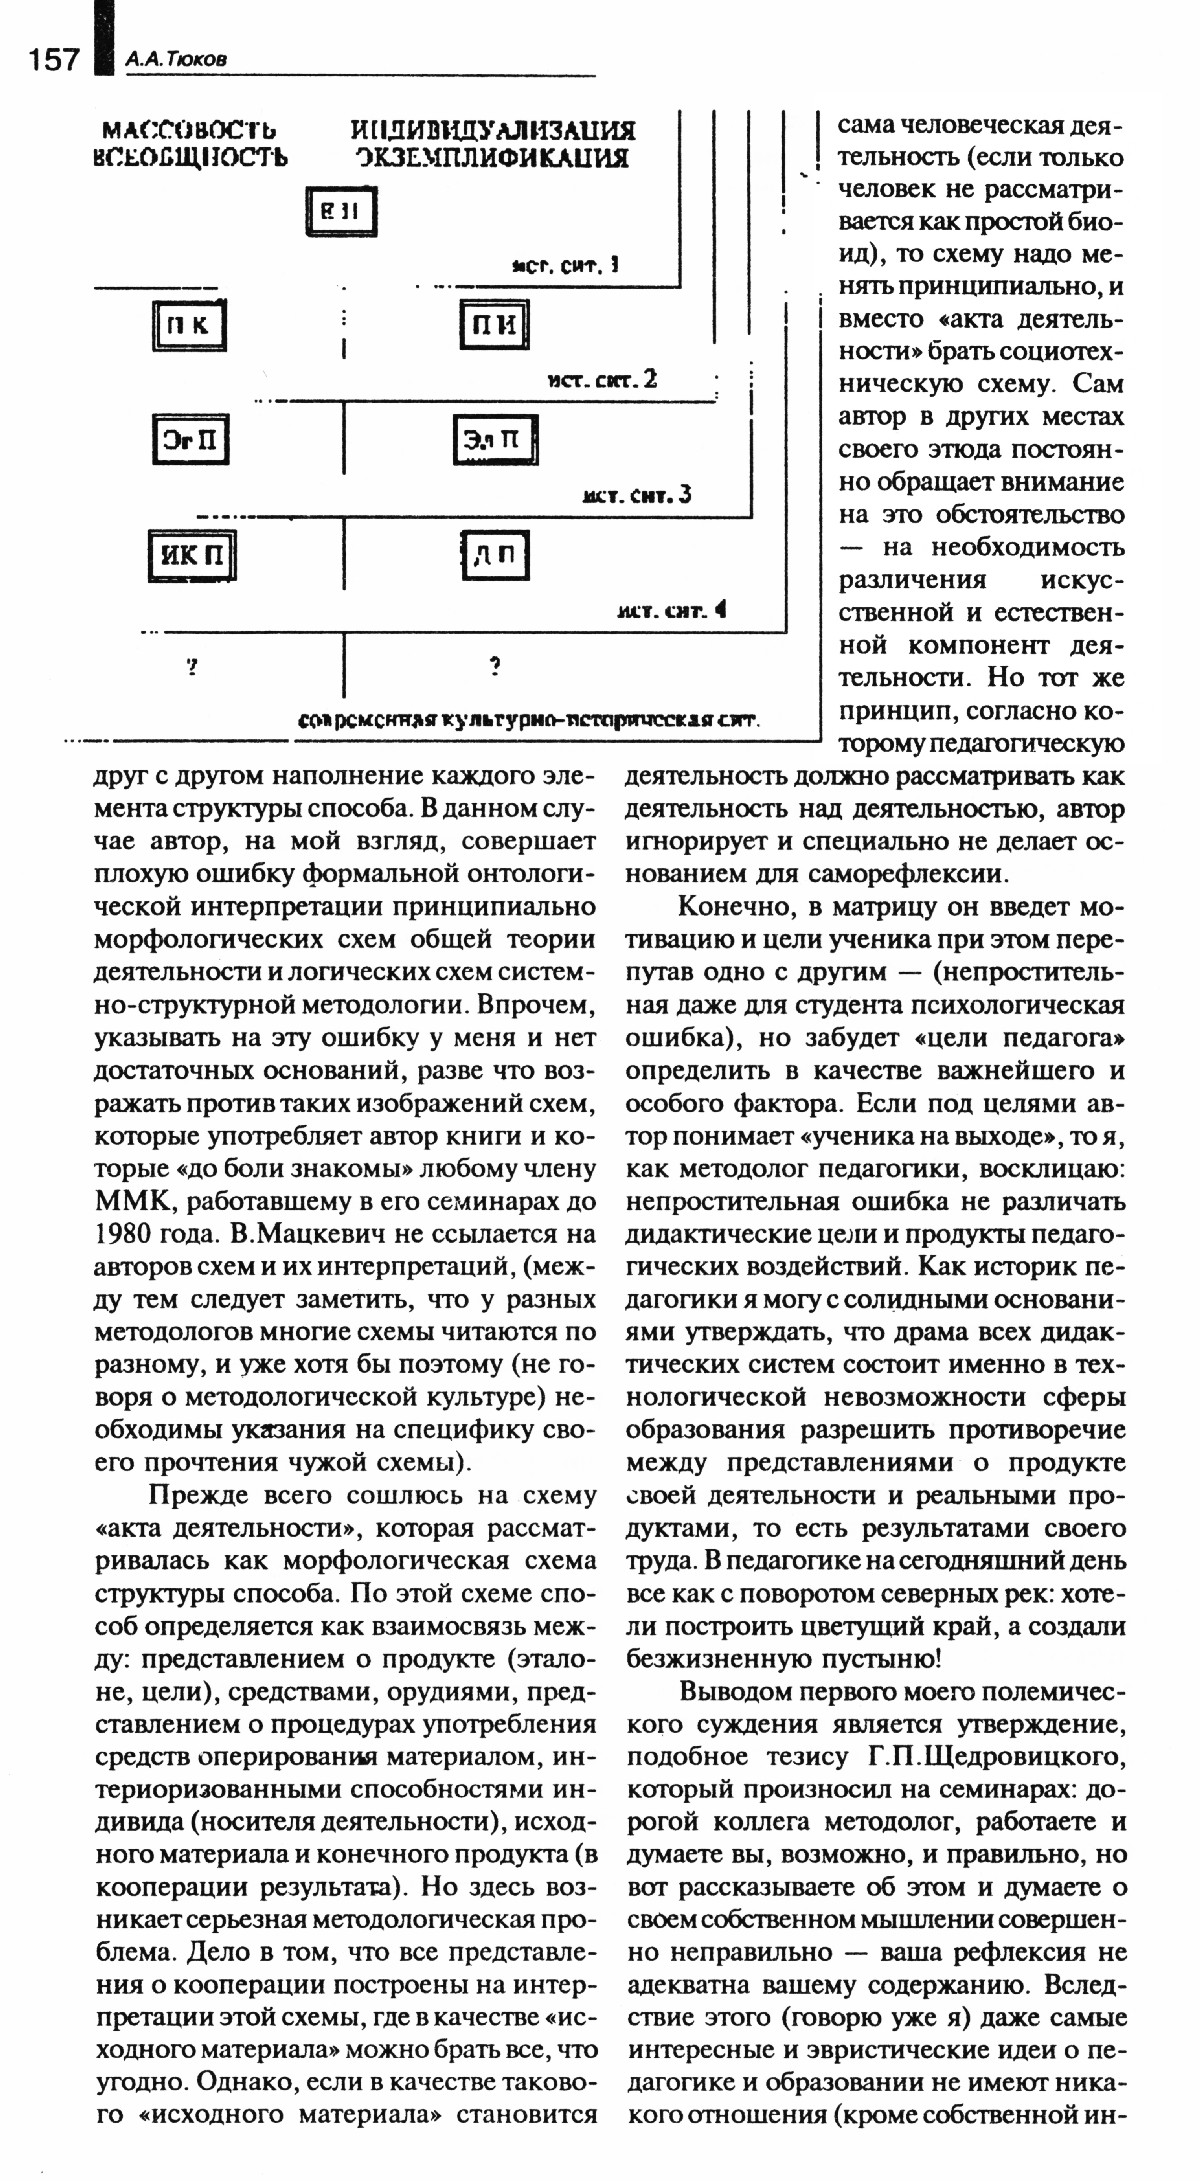 157
А.А.Тюков
МАССОВОСТЬ
ВСЕОБЩНОСТЬ
ИНДИВИДУАЛИЗАЦИЯ
ЭКЗЕМПЛИФИКАЦИЯ
Е П
ист. сит. 1
П К
П И
ист. сит. 2
Эг П
Эл П
ист. сит. 3
ИК П
Д П
ист. сит. 4
?
?
современная культурно-историческая сит.
друг с другом наполнение каждого эле-
мента структуры способа. В данном слу-
чае автор, на мой взгляд, совершает
плохую ошибку формальной онтологи-
ческой интерпретации принципиально
морфологических схем общей теории
деятельности и логических схем систем-
но-структурной методологии. Впрочем,
указывать на эту ошибку у меня и нет
достаточных оснований, разве что воз-
ражать против таких изображений схем,
которые употребляет автор книги и ко-
торые «до боли знакомы» любому члену
ММК, работавшему в его семинарах до
1980 года. В.Мацкевич не ссылается на
авторов схем и их интерпретаций, (меж-
ду тем следует заметить, что у разных
методологов многие схемы читаются по
разному, и уже хотя бы поэтому (не го-
воря о методологической культуре) не-
обходимы указания на специфику сво-
его прочтения чужой схемы).
Прежде всего сошлюсь на схему
«акта деятельности», которая рассмат-
ривалась как морфологическая схема
структуры способа. По этой схеме спо-
соб определяется как взаимосвязь меж-
ду: представлением о продукте (этало-
не, цели), средствами, орудиями, пред-
ставлением о процедурах употребления
средств оперирования материалом, ин-
териоризованными способностями ин-
дивида (носителя деятельности), исход-
ного материала и конечного продукта (в
кооперации результата). Но здесь воз-
никает серьезная методологическая про-
блема. Дело в том, что все представле-
ния о кооперации построены на интер-
претации этой схемы, где в качестве «ис-
ходного материала» можно брать все, что
угодно. Однако, если в качестве таково-
го «исходного материала» становится
сама человеческая дея-
тельность (если только
человек не рассматри-
вается как простой био-
ид), то схему надо ме-
нять принципиально, и
вместо «акта деятель-
ности» брать социотех-
ническую схему. Сам
автор в других местах
своего этюда постоян-
но обращает внимание
на это обстоятельство
— на необходимость
различения искус-
ственной и естествен-
ной компонент дея-
тельности. Но тот же
принцип, согласно ко-
торому педагогическую
деятельность должно рассматривать как
деятельность над деятельностью, автор
игнорирует и специально не делает ос-
нованием для саморефлексии.
Конечно, в матрицу он введет мо-
тивацию и цели ученика при этом пере-
путав одно с другим — (непроститель-
ная даже для студента психологическая
ошибка), но забудет «цели педагога»
определить в качестве важнейшего и
особого фактора. Если под целями ав-
тор понимает «ученика на выходе», то я,
как методолог педагогики, восклицаю:
непростительная ошибка не различать
дидактические цели и продукты педаго-
гических воздействий. Как историк пе-
дагогики я могу с солидными основани-
ями утверждать, что драма всех дидак-
тических систем состоит именно в тех-
нологической невозможности сферы
образования разрешить противоречие
между представлениями о продукте
своей деятельности и реальными про-
дуктами, то есть результатами своего
труда. В педагогике на сегодняшний день
все как с поворотом северных рек: хоте-
ли построить цветущий край, а создали
безжизненную пустыню!
Выводом первого моего полемичес-
кого суждения является утверждение,
подобное тезису Г.П.Щедровицкого,
который произносил на семинарах: до-
рогой коллега методолог, работаете и
думаете вы, возможно, и правильно, но
вот рассказываете об этом и думаете о
своем собственном мышлении совершен-
но неправильно — ваша рефлексия не
адекватна вашему содержанию. Вслед-
ствие этого (говорю уже я) даже самые
интересные и эвристические идеи о пе-
дагогике и образовании не имеют ника-
кого отношения (кроме собственной ин-